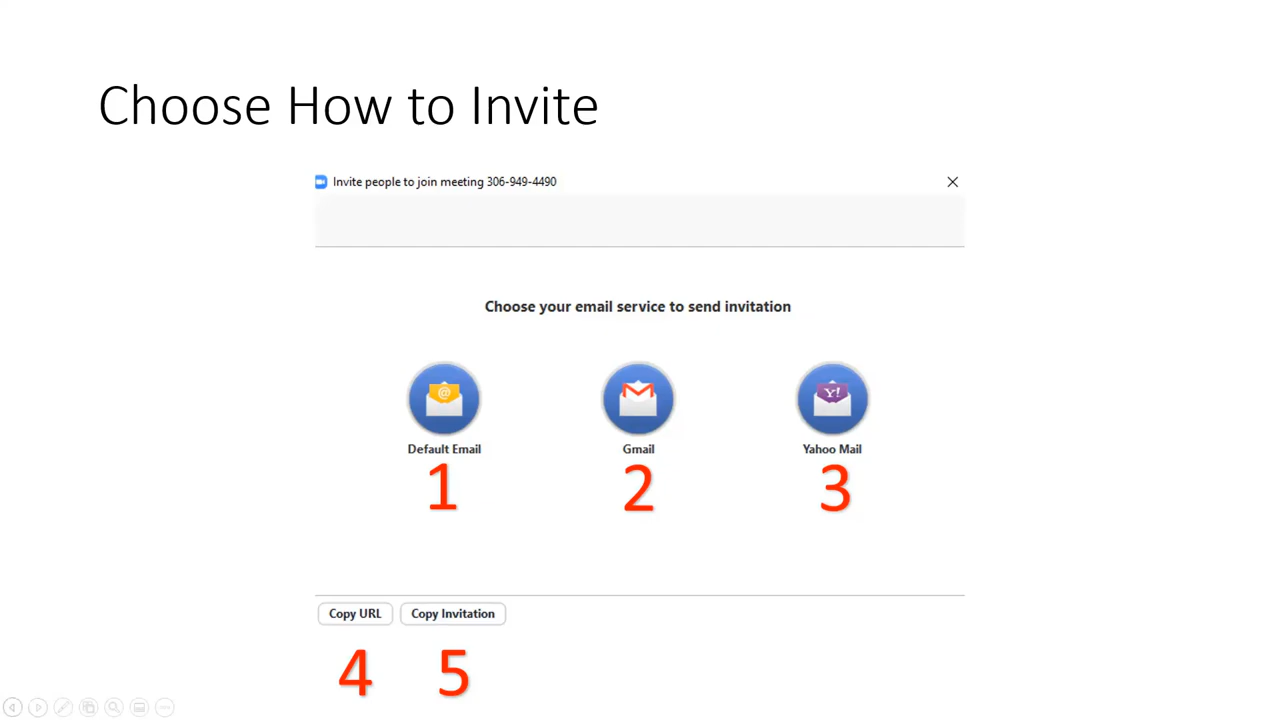 Choose How to Invite
Invite people to join meeting 306-949-4490
Choose your email service to send invitation
@
Y!
Default Email
Gmail
Yahoo Mail
1
2
3
Copy URL
Copy Invitation
4
5